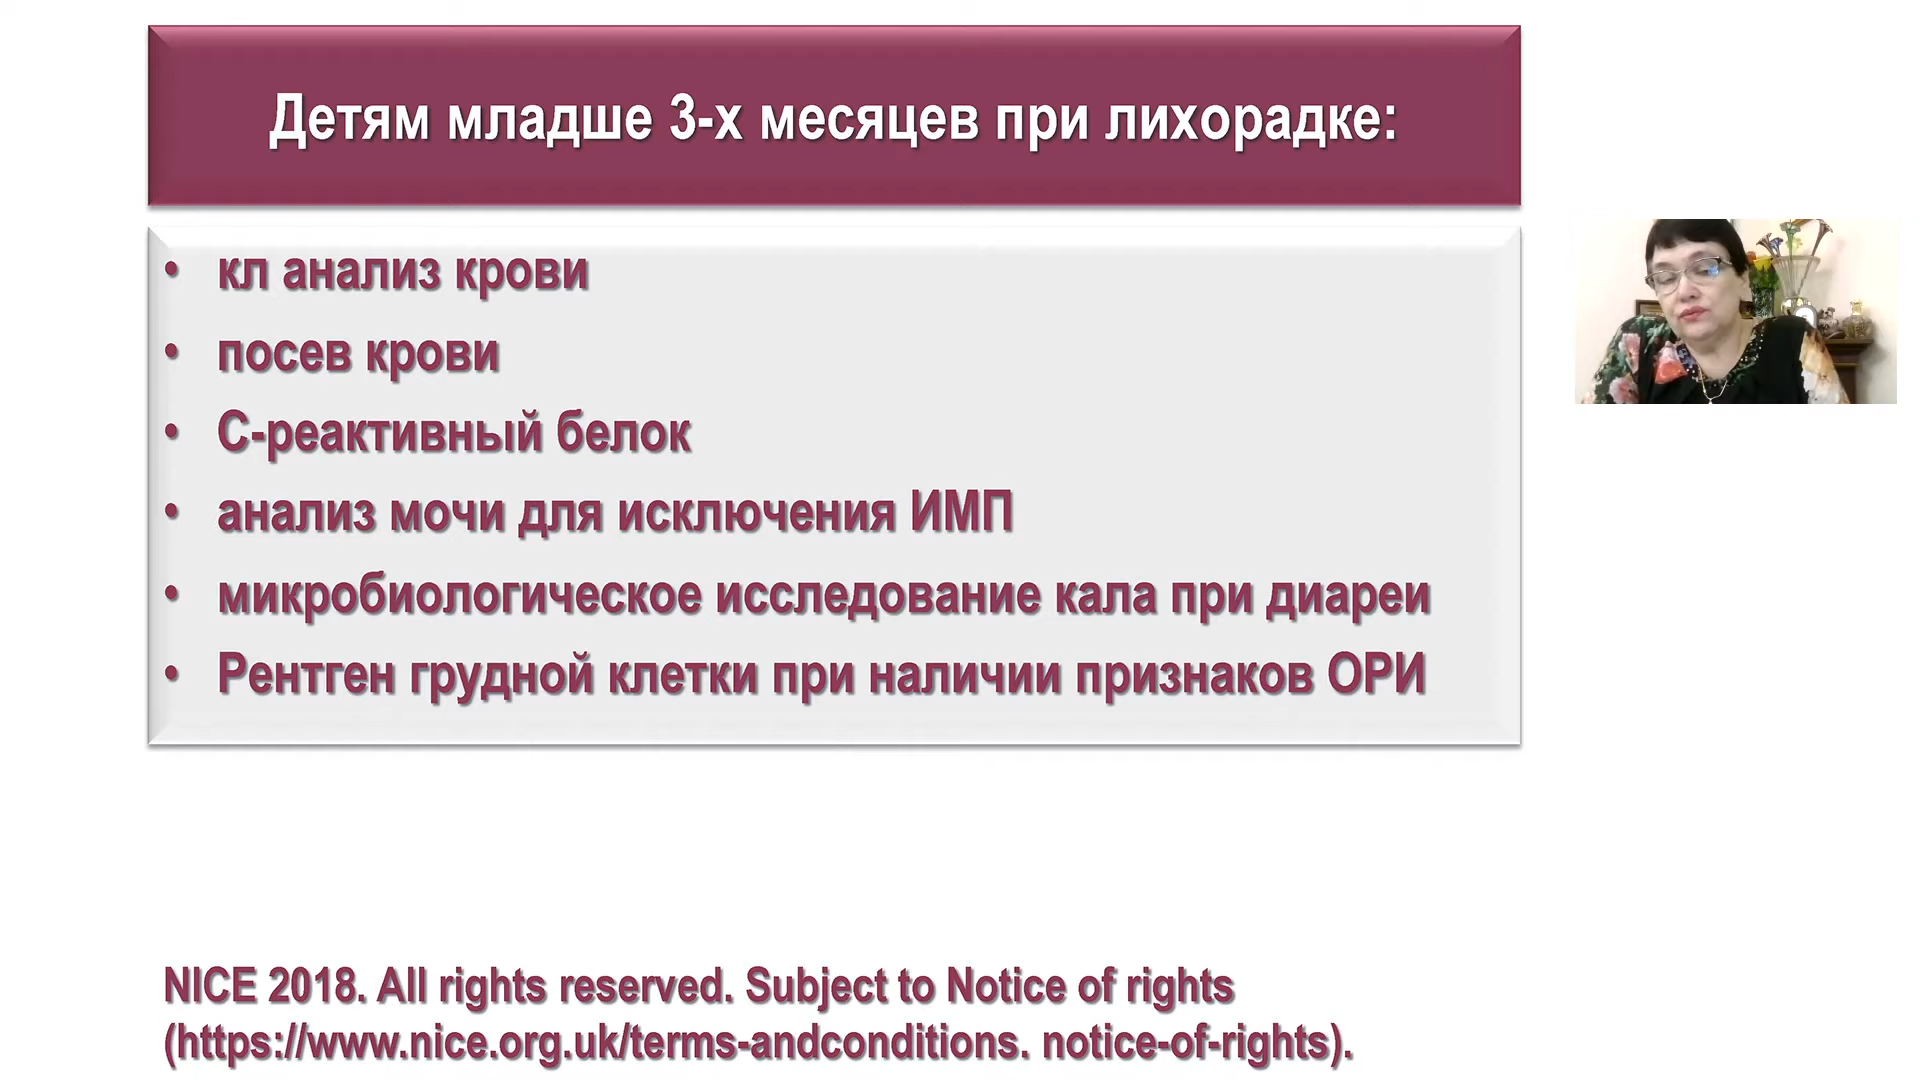 Детям младше 3-х месяцев при лихорадке:
• кл анализ крови
• посев крови
• С-реактивный белок
• анализ мочи для исключения ИМП
• микробиологическое исследование кала при диареи
• Рентген грудной клетки при наличии признаков ОРИ
NICE 2018. All rights reserved. Subject to Notice of rights
(https://www.nice.org.uk/terms-andconditions. notice-of-rights).